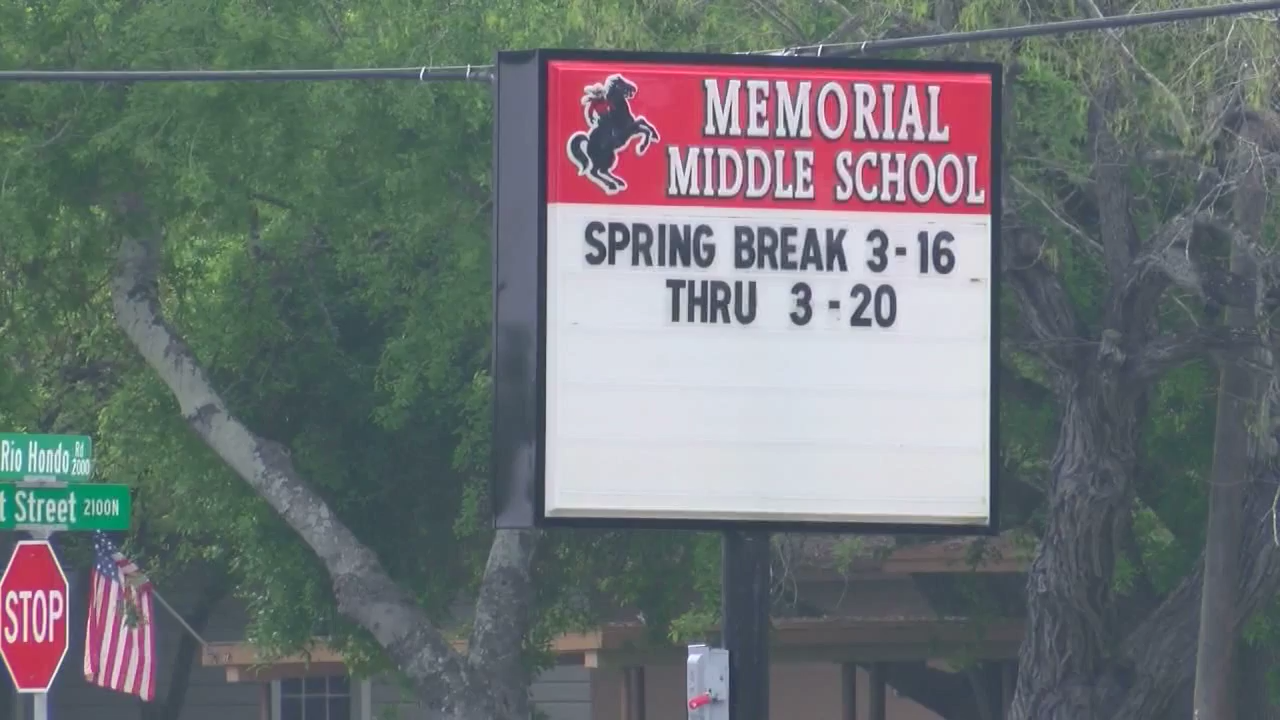 MEMORIAL
MIDDLE SCHOOL
SPRING BREAK 3-16
THRU 3-20
Rio Hondo Rd 2000
Street 2100N
STOP